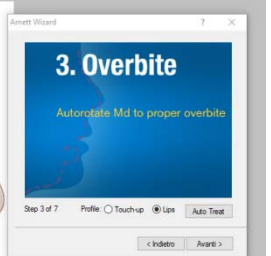 Arnett Wizard ? ×
3. Overbite
Autorotate Md to proper overbite
Step 3 of 7 Profile: Touch-up Lips Auto Treat
< Indietro Avanti >